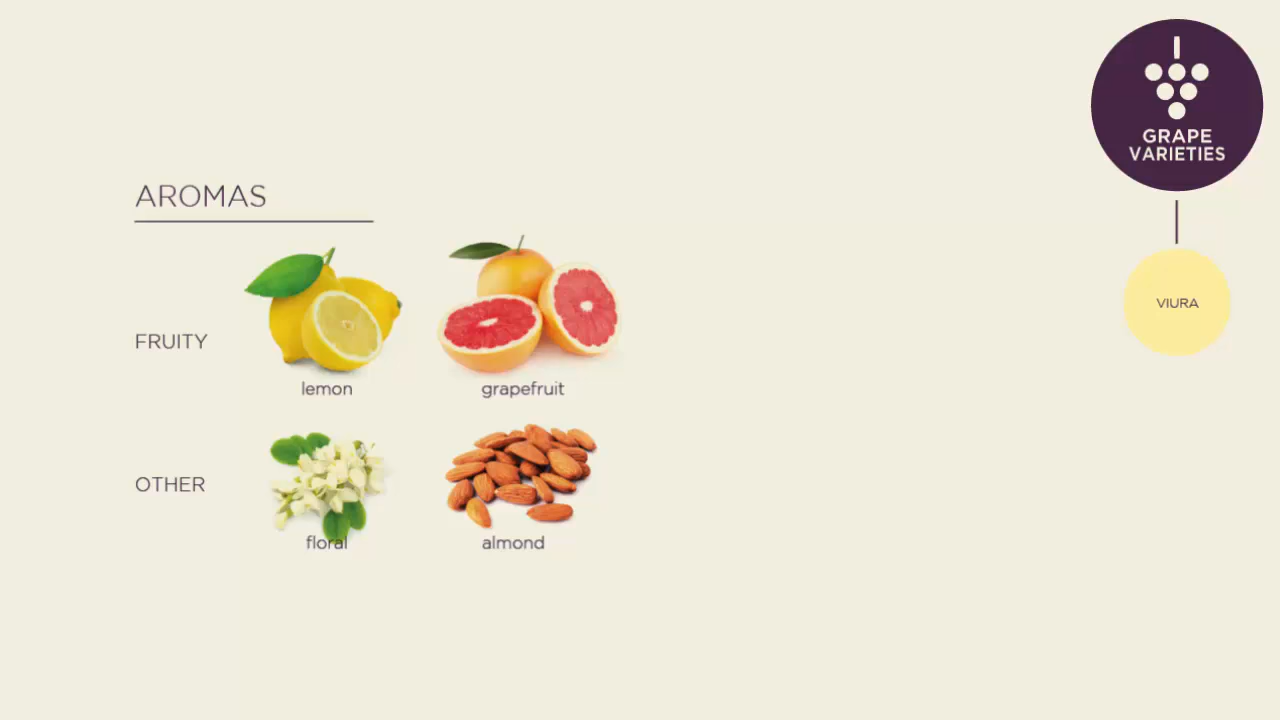 GRAPE
VARIETIES
AROMAS
VIURA
FRUITY
lemon
grapefruit
OTHER
floral
almond